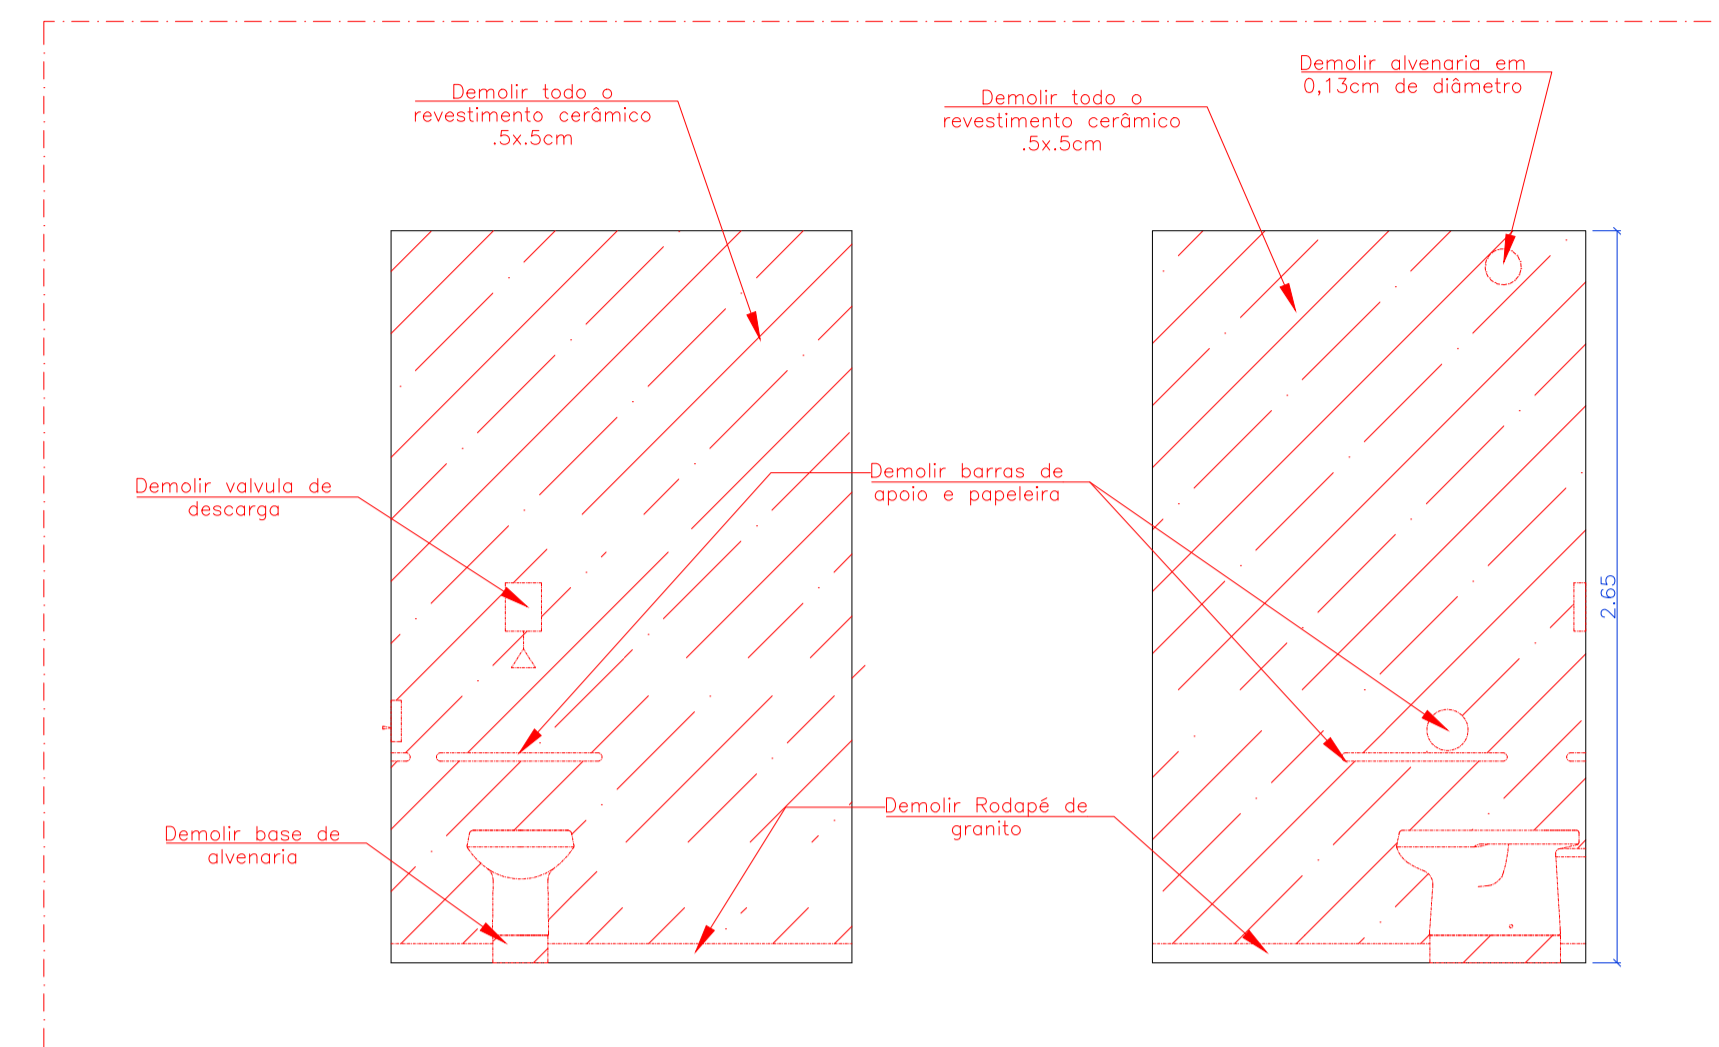 Demolir alvenaria em
0,13cm de diâmetro
Demolir todo o
revestimento cerâmico
.5x.5cm
Demolir todo o
revestimento cerâmico
.5x.5cm
Demolir valvula de
descarga
Demolir barras de
apoio e papeleira
2.65
Demolir base de
alvenaria
Demolir Rodapé de
granito